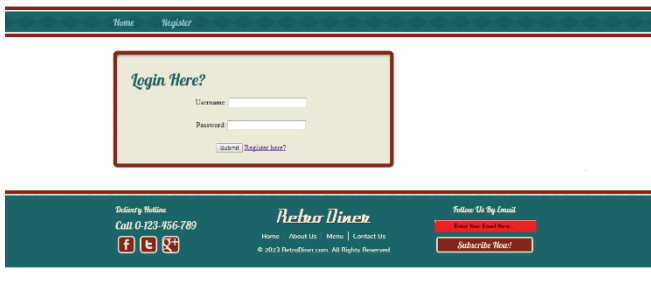 Home Register
Login Here?
Username:
Password:
Submit Register here?
Delivery Hotline
Call 0-123-456-789
f t g+
Retro Diner
Home About Us Menu Contact Us
© 2023 RetroDiner.com. All Rights Reserved
Follow Us By Email
Enter Your Email Here...
Subscribe Now!